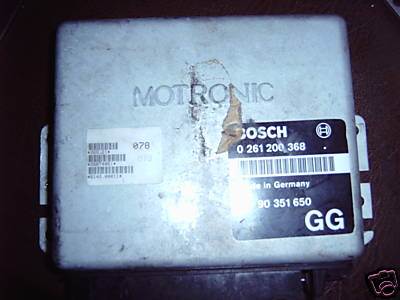 MOTRONIC
078
BOSCH
0 261 200 368
Made in Germany
90 351 650
GG